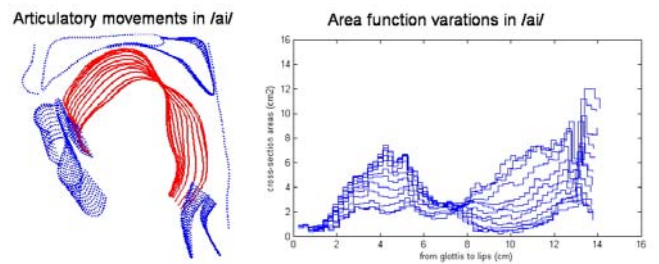 Articulatory movements in /ai/
Area function varations in /ai/
16
14
12
10
8
6
4
2
0
cross-section areas (cm2)
0 2 4 6 8 10 12 14 16
from glottis to lips (cm)